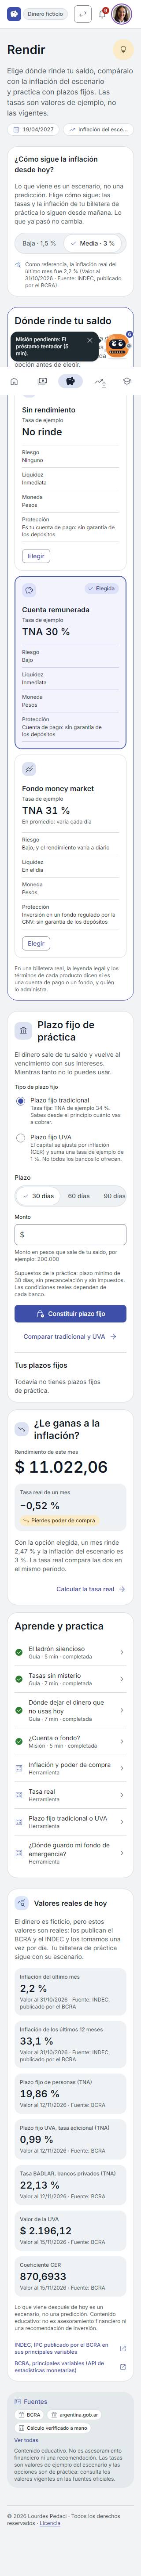 Dinero ficticio
9
Rendir
Elige dónde rinde tu saldo, compáralo
con la inflación del escenario
y practica con plazos fijos. Las
tasas son valores de ejemplo, no
las vigentes.
19/04/2027
Inflación del esce...
¿Cómo sigue la inflación
desde hoy?
Lo que viene es un escenario, no una
predicción. Elige cómo sigue: las
tasas y la inflación de tu billetera de
práctica lo siguen desde mañana. Lo
que ya pasó no cambia.
Baja · 1,5 %
Media · 3 %
Como referencia, la inflación real del
último mes fue 2,2 % (Valor al
31/10/2026 · Fuente: INDEC, publicado
por el BCRA).
Dónde rinde tu saldo
Misión pendiente: El
préstamo tentador (5
min).
6
opción antes de elegir.
Sin rendimiento
Tasa de ejemplo
No rinde
Riesgo
Ninguno
Liquidez
Inmediata
Moneda
Pesos
Protección
Es tu cuenta de pago: sin garantía de
los depósitos
Elegir
Elegida
Cuenta remunerada
Tasa de ejemplo
TNA 30 %
Riesgo
Bajo
Liquidez
Inmediata
Moneda
Pesos
Protección
Cuenta de pago: sin garantía de
los depósitos
Fondo money market
Tasa de ejemplo
TNA 31 %
En promedio: varía cada día
Riesgo
Bajo, y el rendimiento varía a diario
Liquidez
En el día
Moneda
Pesos
Protección
Inversión en un fondo regulado por la
CNV: sin garantía de los depósitos
Elegir
En una billetera real, la leyenda legal y los
términos de cada producto dicen si es
una cuenta de pago o un fondo, y quién
lo administra.
Plazo fijo de
práctica
El dinero sale de tu saldo y vuelve al
vencimiento con sus intereses.
Mientras tanto no lo puedes usar.
Tipo de plazo fijo
Plazo fijo tradicional
Tasa fija: TNA de ejemplo 34 %.
Sabes desde el principio cuánto vas
a cobrar.
Plazo fijo UVA
El capital se ajusta por inflación
(CER) y suma una tasa de ejemplo de
1 %. No todos los bancos lo ofrecen.
Plazo
30 días
60 días
90 días
Monto
$
Monto en pesos que sale de tu saldo, por
ejemplo: 200.000
Supuestos de la práctica: plazo mínimo de
30 días, sin precancelación y sin impuestos.
Las condiciones reales dependen
de cada banco.
Constituir plazo fijo
Comparar tradicional y UVA
Tus plazos fijos
Todavía no tienes plazos fijos
de práctica.
¿Le ganas a la
inflación?
Rendimiento de este mes
$ 11.022,06
Tasa real de un mes
−0,52 %
Pierdes poder de compra
Con la opción elegida, un mes rinde
2,47 % y la inflación del escenario es
3 %. La tasa real compara las dos en
el mismo período.
Calcular la tasa real
Aprende y practica
El ladrón silencioso
Guía · 5 min · completada
Tasas sin misterio
Guía · 7 min · completada
Dónde dejar el dinero que
no usas hoy
Guía · 7 min · completada
¿Cuenta o fondo?
Misión · 5 min · completada
Inflación y poder de compra
Herramienta
Tasa real
Herramienta
Plazo fijo tradicional o UVA
Herramienta
¿Dónde guardo mi fondo de
emergencia?
Herramienta
Valores reales de hoy
El dinero es ficticio, pero estos
valores son reales: los publican el
BCRA y el INDEC y los tomamos una
vez por día. Tu billetera de práctica
sigue con su escenario.
Inflación del último mes
2,2 %
Valor al 31/10/2026 · Fuente: INDEC,
publicado por el BCRA
Inflación de los últimos 12 meses
33,1 %
Valor al 31/10/2026 · Fuente: INDEC,
publicado por el BCRA
Plazo fijo de personas (TNA)
19,86 %
Valor al 12/11/2026 · Fuente: BCRA
Plazo fijo UVA, tasa adicional (TNA)
0,99 %
Valor al 12/11/2026 · Fuente: BCRA
Tasa BADLAR, bancos privados (TNA)
22,13 %
Valor al 12/11/2026 · Fuente: BCRA
Valor de la UVA
$ 2.196,12
Valor al 15/11/2026 · Fuente: BCRA
Coeficiente CER
870,6933
Valor al 15/11/2026 · Fuente: BCRA
Lo que viene después de hoy es un
escenario, no una predicción. Contenido
educativo: no es asesoramiento financiero ni
una recomendación de inversión.
INDEC, IPC publicado por el BCRA en
sus principales variables
BCRA, principales variables (API de
estadísticas monetarias)
Fuentes
BCRA
argentina.gob.ar
Cálculo verificado a mano
Ver todas
Contenido educativo. No es asesoramiento
financiero ni una recomendación. Las tasas
son valores de ejemplo del escenario y las
opciones son de práctica: consulta los
valores vigentes en las fuentes oficiales.
© 2026 Lourdes Pedaci · Todos los derechos
reservados · Licencia